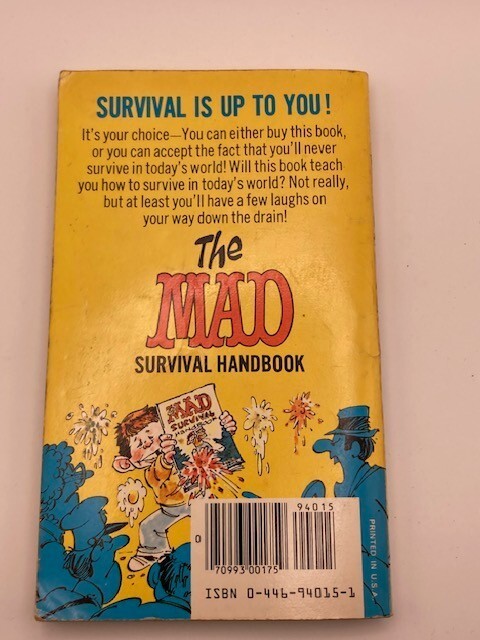 SURVIVAL IS UP TO YOU!
It's your choice—You can either buy this book,
or you can accept the fact that you'll never
survive in today's world! Will this book teach
you how to survive in today's world? Not really,
but at least you'll have a few laughs on
your way down the drain!
The
MAD
SURVIVAL HANDBOOK
MAD
SURVIVAL
Handbook
94015
0
70993 00175
ISBN 0-446-94015-1
PRINTED IN U.S.A.